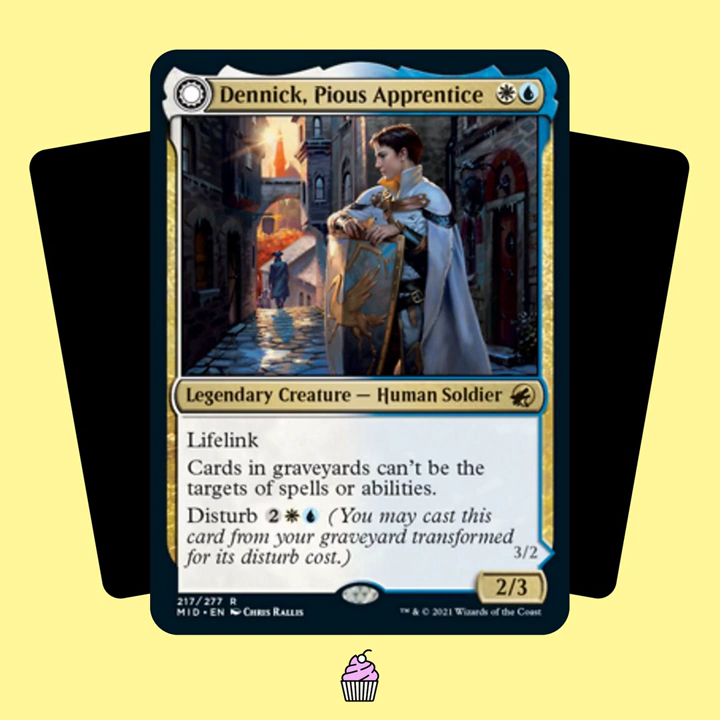 Dennick, Pious Apprentice
Legendary Creature — Human Soldier
Lifelink
Cards in graveyards can't be the
targets of spells or abilities.
Disturb 2 (You may cast this
card from your graveyard transformed
for its disturb cost.)
3/2
2/3
217/277 R
MID • EN Chris Rallis
™ & © 2021 Wizards of the Coast